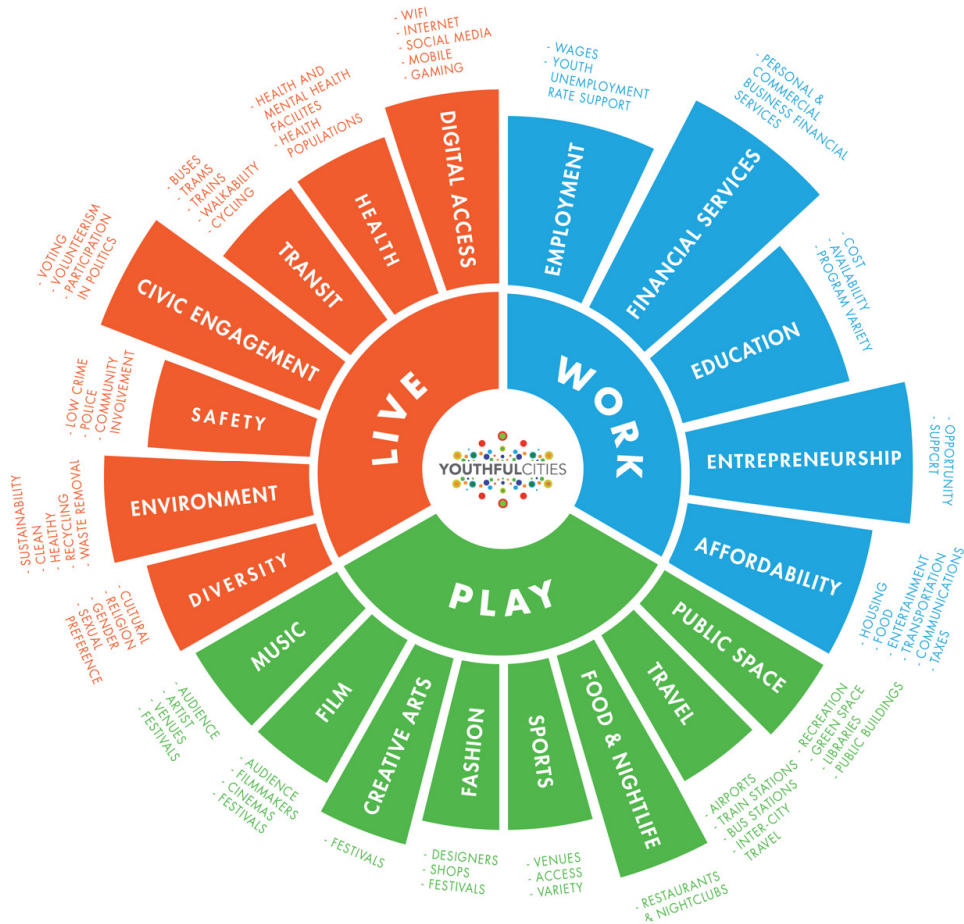 YOUTHFULCITIES
LIVE
DIGITAL ACCESS
- WIFI
- INTERNET
- SOCIAL MEDIA
- MOBILE
- GAMING
HEALTH
- HEALTH AND
MENTAL HEALTH
FACILITES
- HEALTH
POPULATIONS
TRANSIT
- BUSES
- TRAMS
- TRAINS
- WALKABILITY
- CYCLING
CIVIC ENGAGEMENT
- VOTING
- VOLUNTEERISM
- PARTICIPATION
IN POLITICS
SAFETY
- LOW CRIME
- POLICE
- COMMUNITY
INVOLVEMENT
ENVIRONMENT
SUSTAINABILITY
- CLEAN
- HEALTHY
- RECYCLING
- WASTE REMOVAL
DIVERSITY
- CULTURAL
- RELIGION
- GENDER
- SEXUAL
PREFERENCE
WORK
EMPLOYMENT
- WAGES
- YOUTH
UNEMPLOYMENT
RATE SUPPORT
FINANCIAL SERVICES
- PERSONAL &
COMMERCIAL
BUSINESS FINANCIAL
SERVICES
EDUCATION
- COST
- AVAILABILITY
- PROGRAM VARIETY
ENTREPRENEURSHIP
- OPPORTUNITY
- SUPPORT
AFFORDABILITY
HOUSING
- FOOD
- ENTERTAINMENT
- TRANSPORTATION
- COMMUNICATIONS
- TAXES
PLAY
PUBLIC SPACE
- RECREATION
- GREEN SPACE
- LIBRARIES
- PUBLIC BUILDINGS
TRAVEL
- AIRPORTS
- TRAIN STATIONS
- BUS STATIONS
- INTER-CITY
TRAVEL
FOOD & NIGHTLIFE
- RESTAURANTS
& NIGHTCLUBS
SPORTS
- VENUES
- ACCESS
- VARIETY
FASHION
- DESIGNERS
- SHOPS
- FESTIVALS
CREATIVE ARTS
- FESTIVALS
FILM
- AUDIENCE
- FILMMAKERS
- CINEMAS
- FESTIVALS
MUSIC
- AUDIENCE
- ARTIST
- VENUES
- FESTIVALS